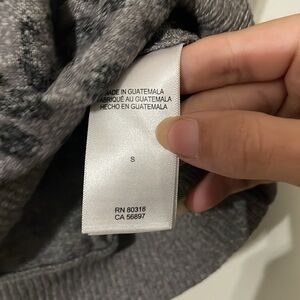 MADE IN GUATEMALA
FABRIQUÉ AU GUATEMALA
HECHO EN GUATEMALA
S
RN 80318
CA 56897